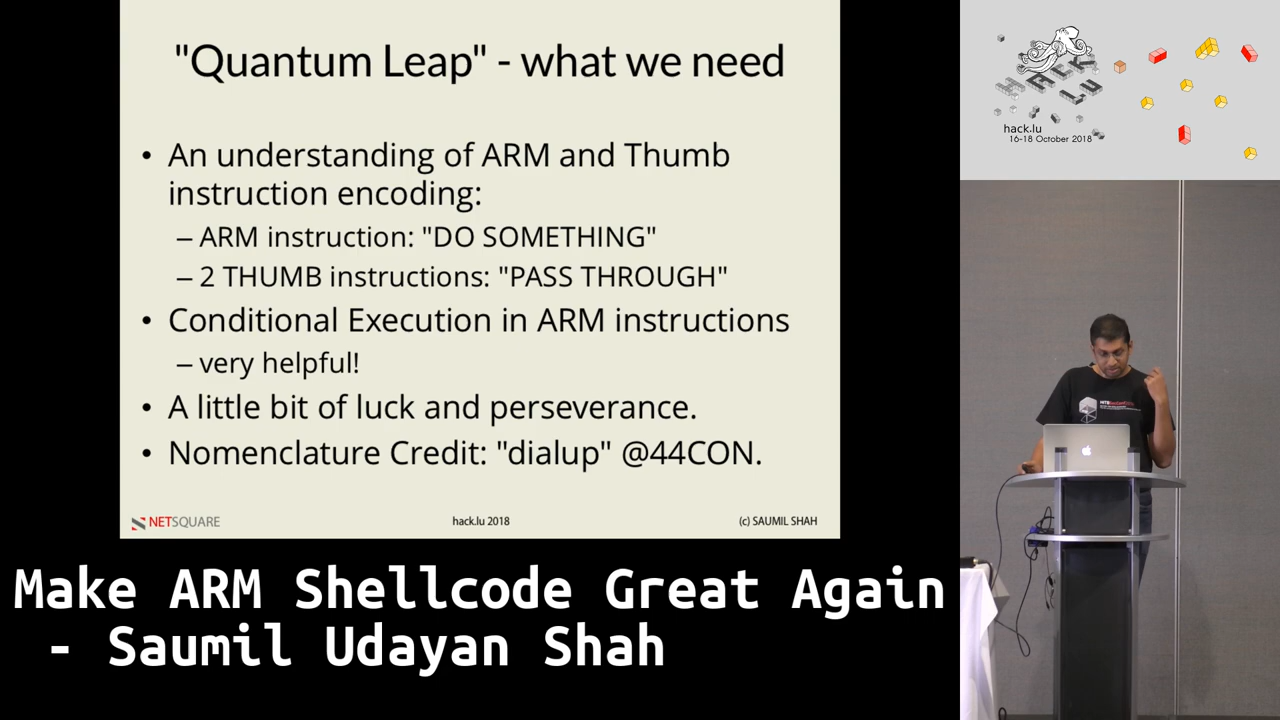 "Quantum Leap" - what we need
• An understanding of ARM and Thumb
instruction encoding:
– ARM instruction: "DO SOMETHING"
– 2 THUMB instructions: "PASS THROUGH"
• Conditional Execution in ARM instructions
– very helpful!
• A little bit of luck and perseverance.
• Nomenclature Credit: "dialup" @44CON.
NETSQUARE
hack.lu 2018
(c) SAUMIL SHAH
Make ARM Shellcode Great Again
- Saumil Udayan Shah
HACK
LU
hack.lu
16-18 October 2018